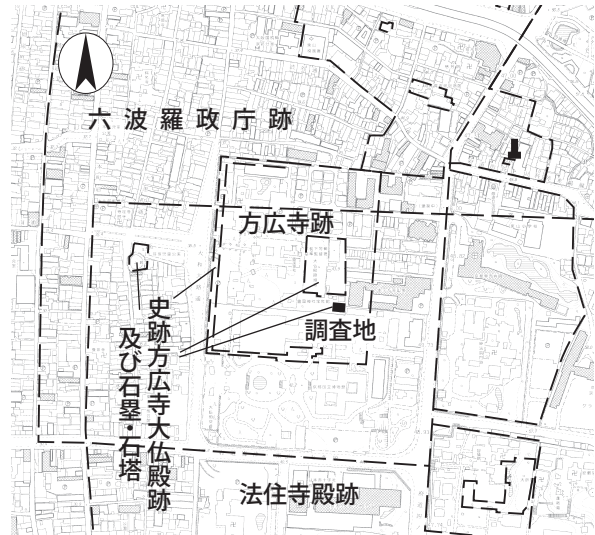 六波羅政庁跡
方広寺跡
調査地
史跡方広寺大仏殿跡
及び石塁・石塔
法住寺殿跡